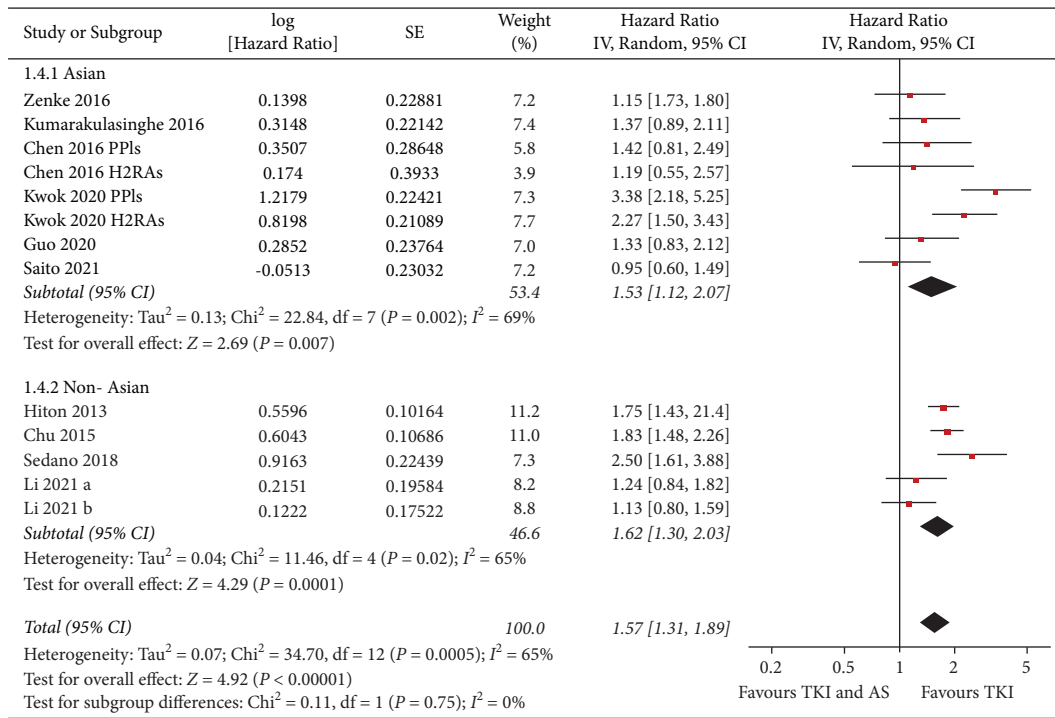 Study or Subgroup log [Hazard Ratio] SE Weight (%) Hazard Ratio IV, Random, 95% CI Hazard Ratio IV, Random, 95% CI
1.4.1 Asian
Zenke 2016 0.1398 0.22881 7.2 1.15 [1.73, 1.80]
Kumarakulasinghe 2016 0.3148 0.22142 7.4 1.37 [0.89, 2.11]
Chen 2016 PPls 0.3507 0.28648 5.8 1.42 [0.81, 2.49]
Chen 2016 H2RAs 0.174 0.3933 3.9 1.19 [0.55, 2.57]
Kwok 2020 PPls 1.2179 0.22421 7.3 3.38 [2.18, 5.25]
Kwok 2020 H2RAs 0.8198 0.21089 7.7 2.27 [1.50, 3.43]
Guo 2020 0.2852 0.23764 7.0 1.33 [0.83, 2.12]
Saito 2021 -0.0513 0.23032 7.2 0.95 [0.60, 1.49]
Subtotal (95% CI) 53.4 1.53 [1.12, 2.07]
Heterogeneity: Tau² = 0.13; Chi² = 22.84, df = 7 (P = 0.002); I² = 69%
Test for overall effect: Z = 2.69 (P = 0.007)
1.4.2 Non- Asian
Hiton 2013 0.5596 0.10164 11.2 1.75 [1.43, 21.4]
Chu 2015 0.6043 0.10686 11.0 1.83 [1.48, 2.26]
Sedano 2018 0.9163 0.22439 7.3 2.50 [1.61, 3.88]
Li 2021 a 0.2151 0.19584 8.2 1.24 [0.84, 1.82]
Li 2021 b 0.1222 0.17522 8.8 1.13 [0.80, 1.59]
Subtotal (95% CI) 46.6 1.62 [1.30, 2.03]
Heterogeneity: Tau² = 0.04; Chi² = 11.46, df = 4 (P = 0.02); I² = 65%
Test for overall effect: Z = 4.29 (P = 0.0001)
Total (95% CI) 100.0 1.57 [1.31, 1.89]
Heterogeneity: Tau² = 0.07; Chi² = 34.70, df = 12 (P = 0.0005); I² = 65%
Test for overall effect: Z = 4.92 (P < 0.00001)
Test for subgroup differences: Chi² = 0.11, df = 1 (P = 0.75); I² = 0%
0.2 0.5 1 2 5
Favours TKI and AS Favours TKI